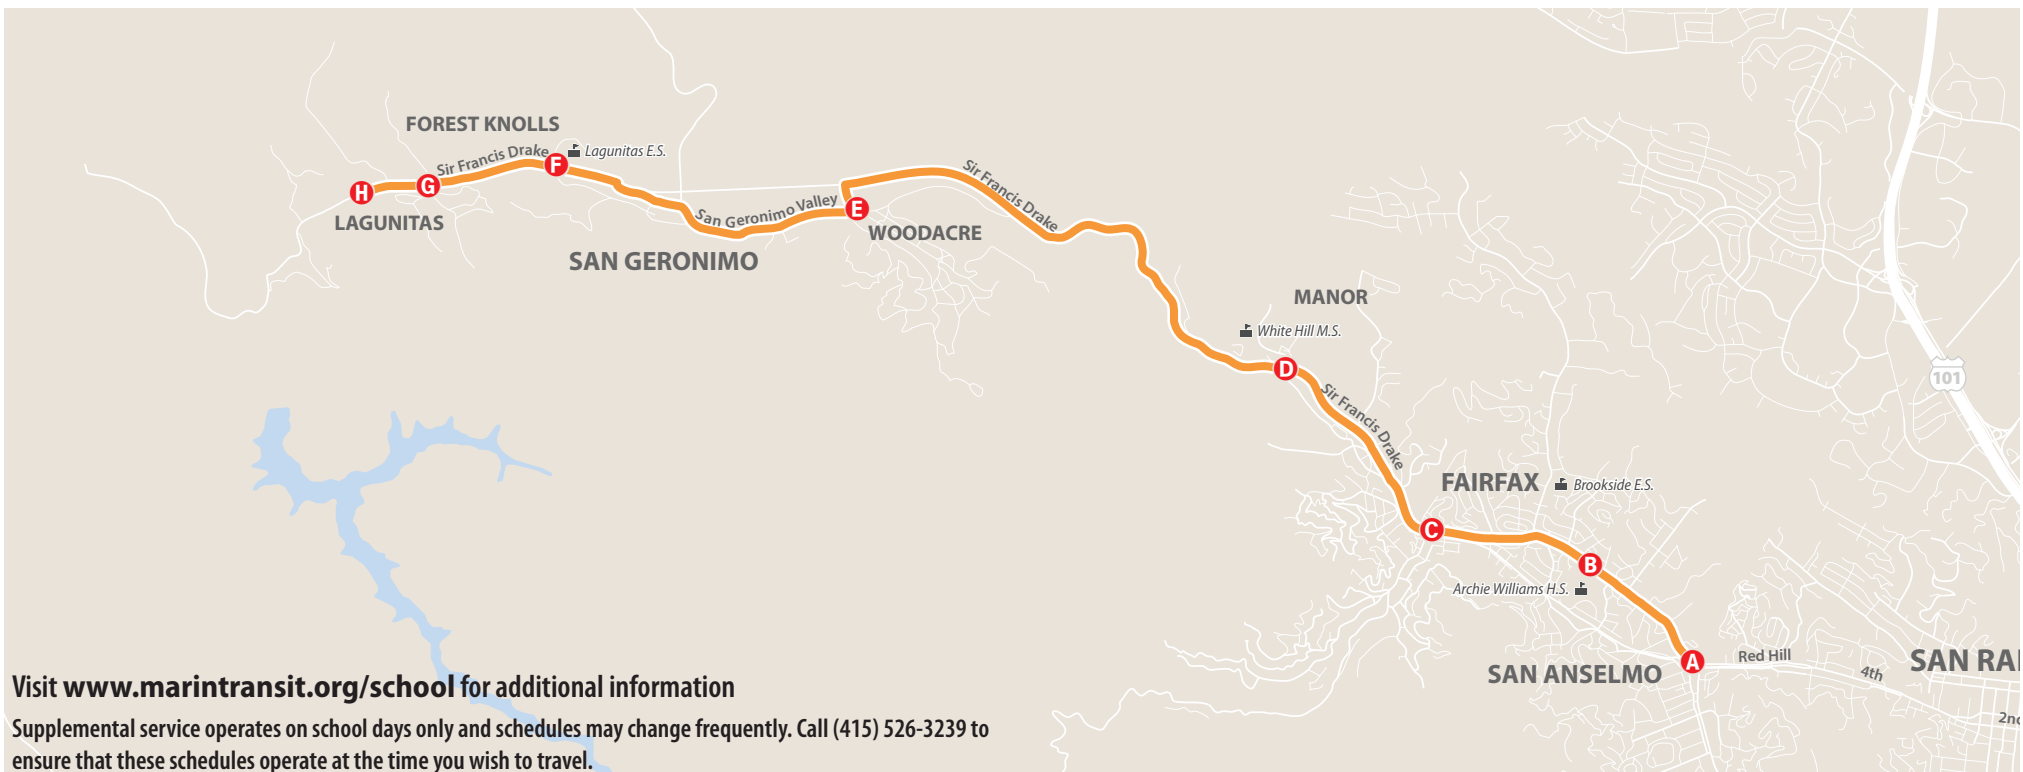 FOREST KNOLLS
Sir Francis Drake
F
Lagunitas E.S.
H
G
LAGUNITAS
San Geronimo Valley
E
WOODACRE
SAN GERONIMO
Sir Francis Drake
MANOR
White Hill M.S.
D
Sir Francis Drake
101
FAIRFAX
Brookside E.S.
C
B
Archie Williams H.S.
A
Red Hill
SAN ANSELMO
4th
SAN RA
2nd
Visit www.marintransit.org/school for additional information
Supplemental service operates on school days only and schedules may change frequently. Call (415) 526-3239 to
ensure that these schedules operate at the time you wish to travel.